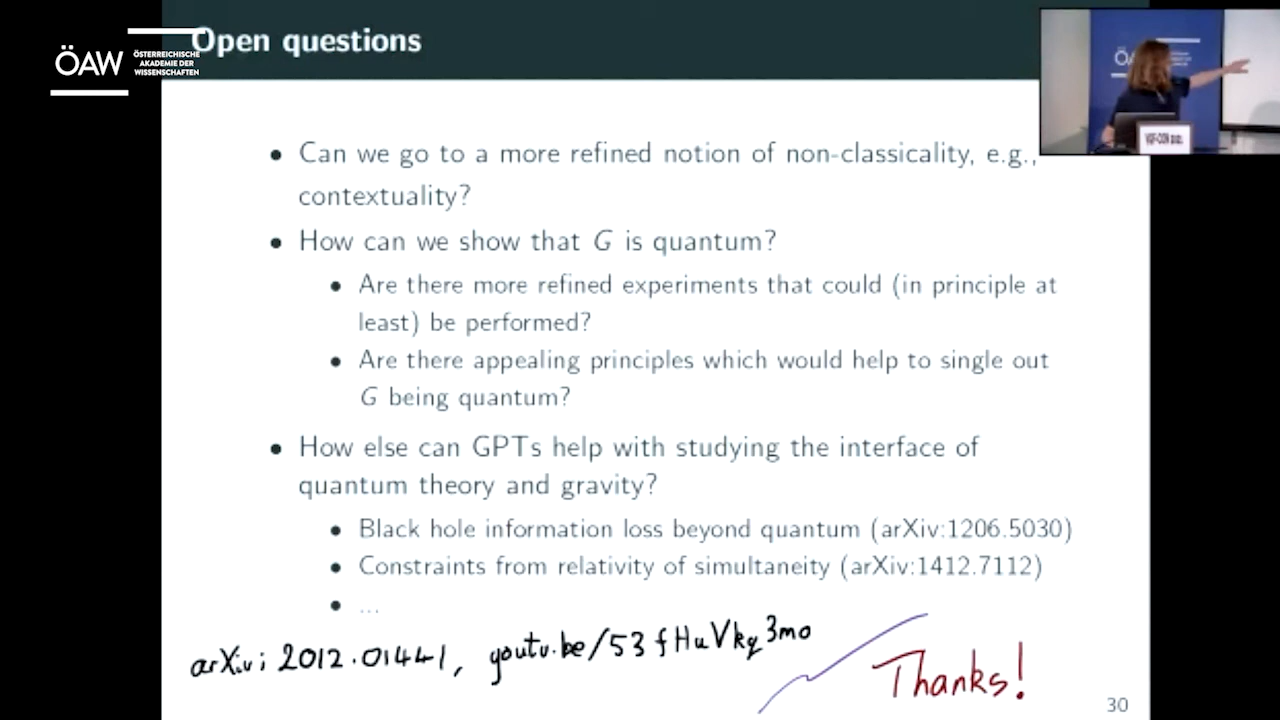 Open questions
ÖAW
ÖSTERREICHISCHE
AKADEMIE DER
WISSENSCHAFTEN
• Can we go to a more refined notion of non-classicality, e.g.,
contextuality?
• How can we show that G is quantum?
• Are there more refined experiments that could (in principle at
least) be performed?
• Are there appealing principles which would help to single out
G being quantum?
• How else can GPTs help with studying the interface of
quantum theory and gravity?
• Black hole information loss beyond quantum (arXiv:1206.5030)
• Constraints from relativity of simultaneity (arXiv:1412.7112)
• ...
arXiv: 2012.01441, youtu.be/53fHuVkq3mo
Thanks!
30